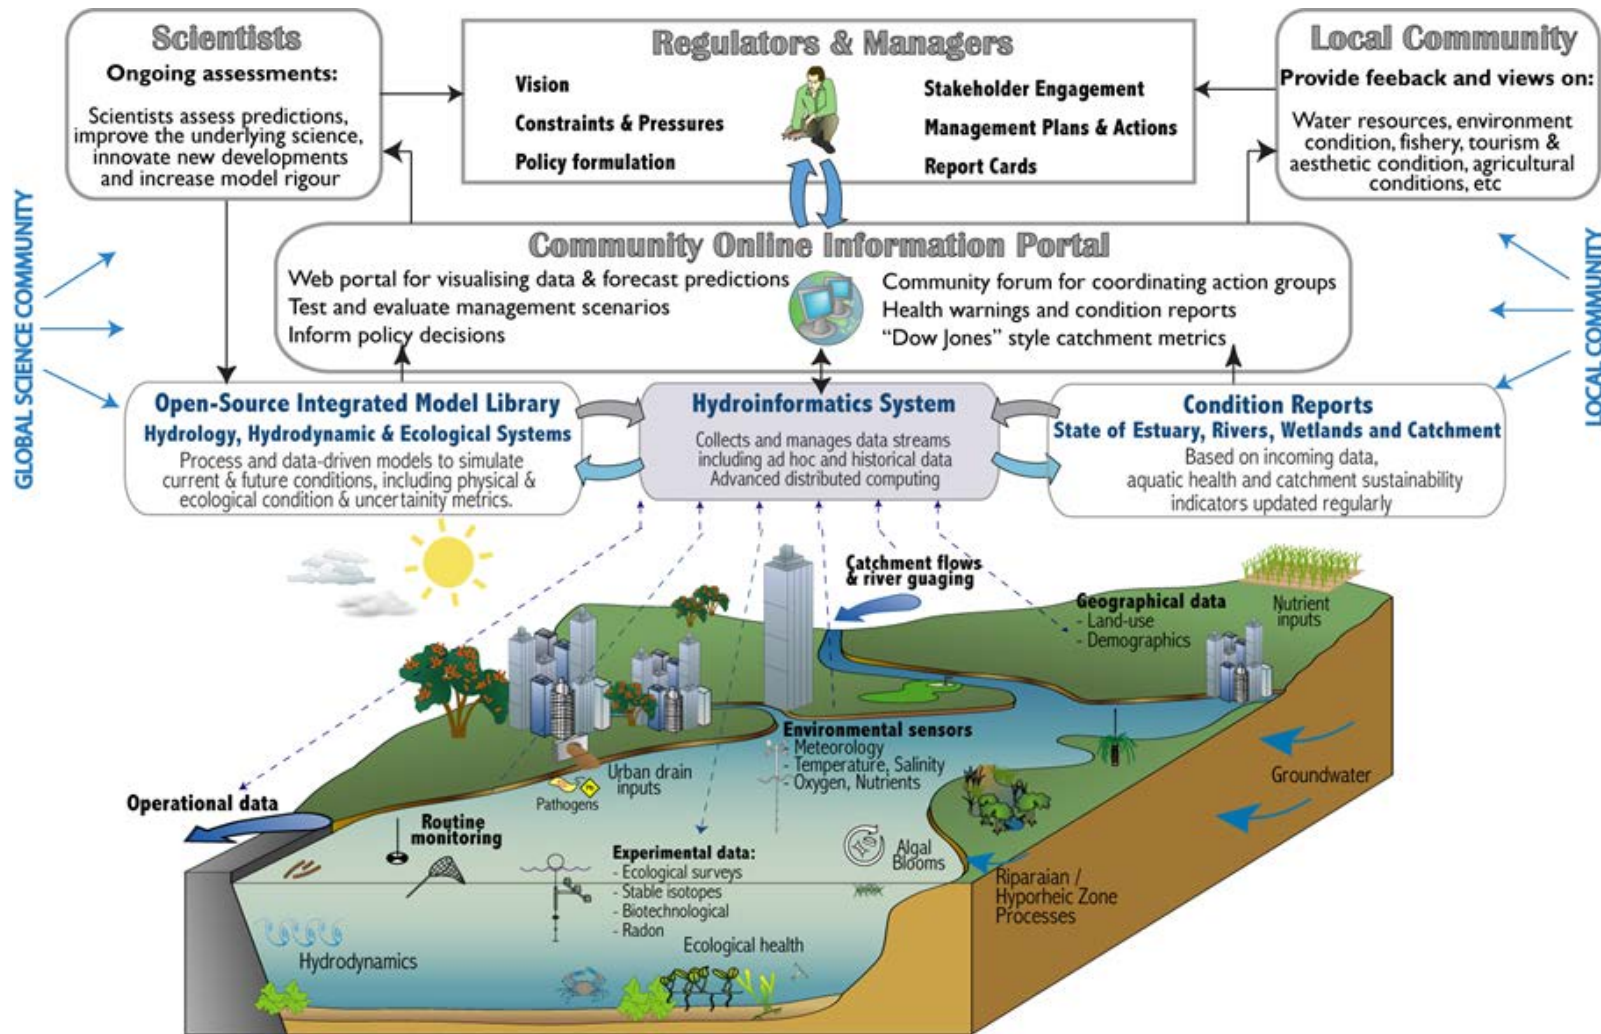 Scientists
Ongoing assessments:
Scientists assess predictions,
improve the underlying science,
innovate new developments
and increase model rigour
Regulators & Managers
Vision
Constraints & Pressures
Policy formulation
Stakeholder Engagement
Management Plans & Actions
Report Cards
Local Community
Provide feeback and views on:
Water resources, environment
condition, fishery, tourism &
aesthetic condition, agricultural
conditions, etc
GLOBAL SCIENCE COMMUNITY
LOCAL COMMUNITY
Community Online Information Portal
Web portal for visualising data & forecast predictions
Test and evaluate management scenarios
Inform policy decisions
Community forum for coordinating action groups
Health warnings and condition reports
“Dow Jones” style catchment metrics
Open-Source Integrated Model Library
Hydrology, Hydrodynamic & Ecological Systems
Process and data-driven models to simulate
current & future conditions, including physical &
ecological condition & uncertainity metrics.
Hydroinformatics System
Collects and manages data streams
including ad hoc and historical data
Advanced distributed computing
Condition Reports
State of Estuary, Rivers, Wetlands and Catchment
Based on incoming data,
aquatic health and catchment sustainability
indicators updated regularly
Catchment flows
& river guaging
Geographical data
- Land-use
- Demographics
Nutrient
inputs
Environmental sensors
- Meteorology
- Temperature, Salinity
- Oxygen, Nutrients
Urban drain
inputs
Pathogens
Groundwater
Operational data
Routine
monitoring
Experimental data:
- Ecological surveys
- Stable isotopes
- Biotechnological
- Radon
Algal
Blooms
Riparaian /
Hyporheic Zone
Processes
Ecological health
Hydrodynamics